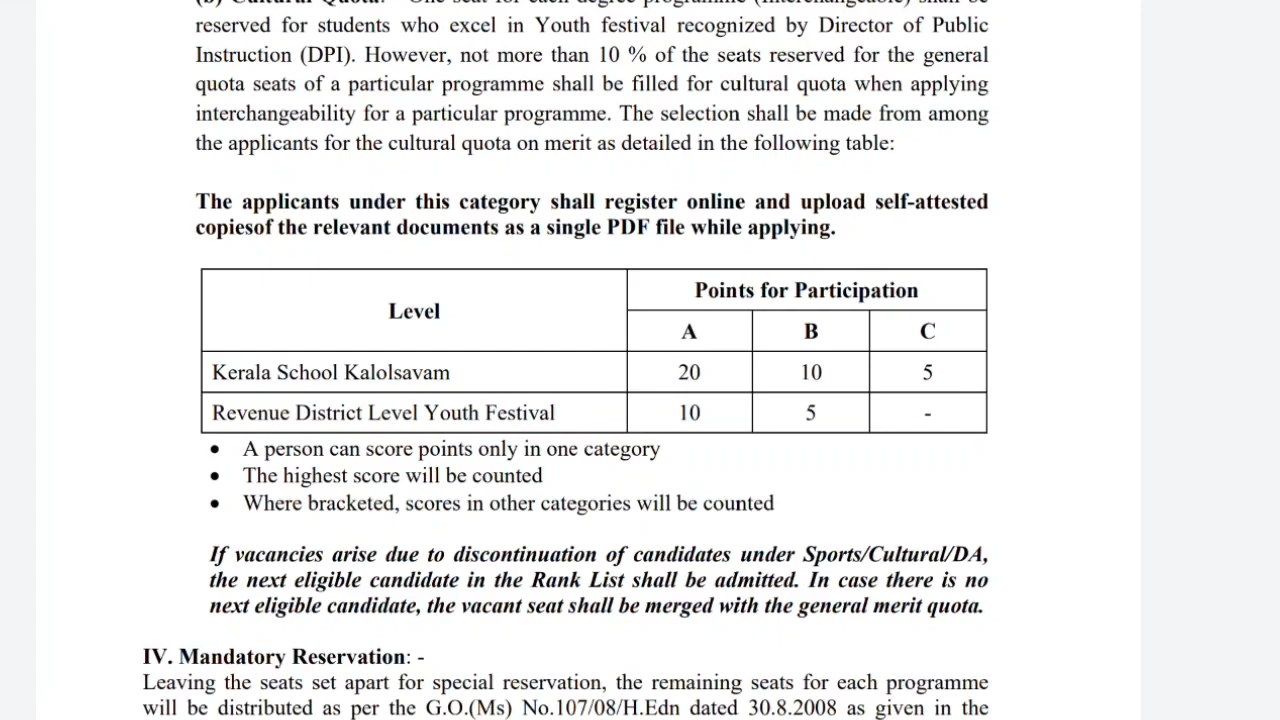 reserved for students who excel in Youth festival recognized by Director of Public
Instruction (DPI). However, not more than 10 % of the seats reserved for the general
quota seats of a particular programme shall be filled for cultural quota when applying
interchangeability for a particular programme. The selection shall be made from among
the applicants for the cultural quota on merit as detailed in the following table:
The applicants under this category shall register online and upload self-attested
copiesof the relevant documents as a single PDF file while applying.
Level
Points for Participation
A B C
Kerala School Kalolsavam 20 10 5
Revenue District Level Youth Festival 10 5 -
• A person can score points only in one category
• The highest score will be counted
• Where bracketed, scores in other categories will be counted
If vacancies arise due to discontinuation of candidates under Sports/Cultural/DA,
the next eligible candidate in the Rank List shall be admitted. In case there is no
next eligible candidate, the vacant seat shall be merged with the general merit quota.
IV. Mandatory Reservation: -
Leaving the seats set apart for special reservation, the remaining seats for each programme
will be distributed as per the G.O.(Ms) No.107/08/H.Edn dated 30.8.2008 as given in the